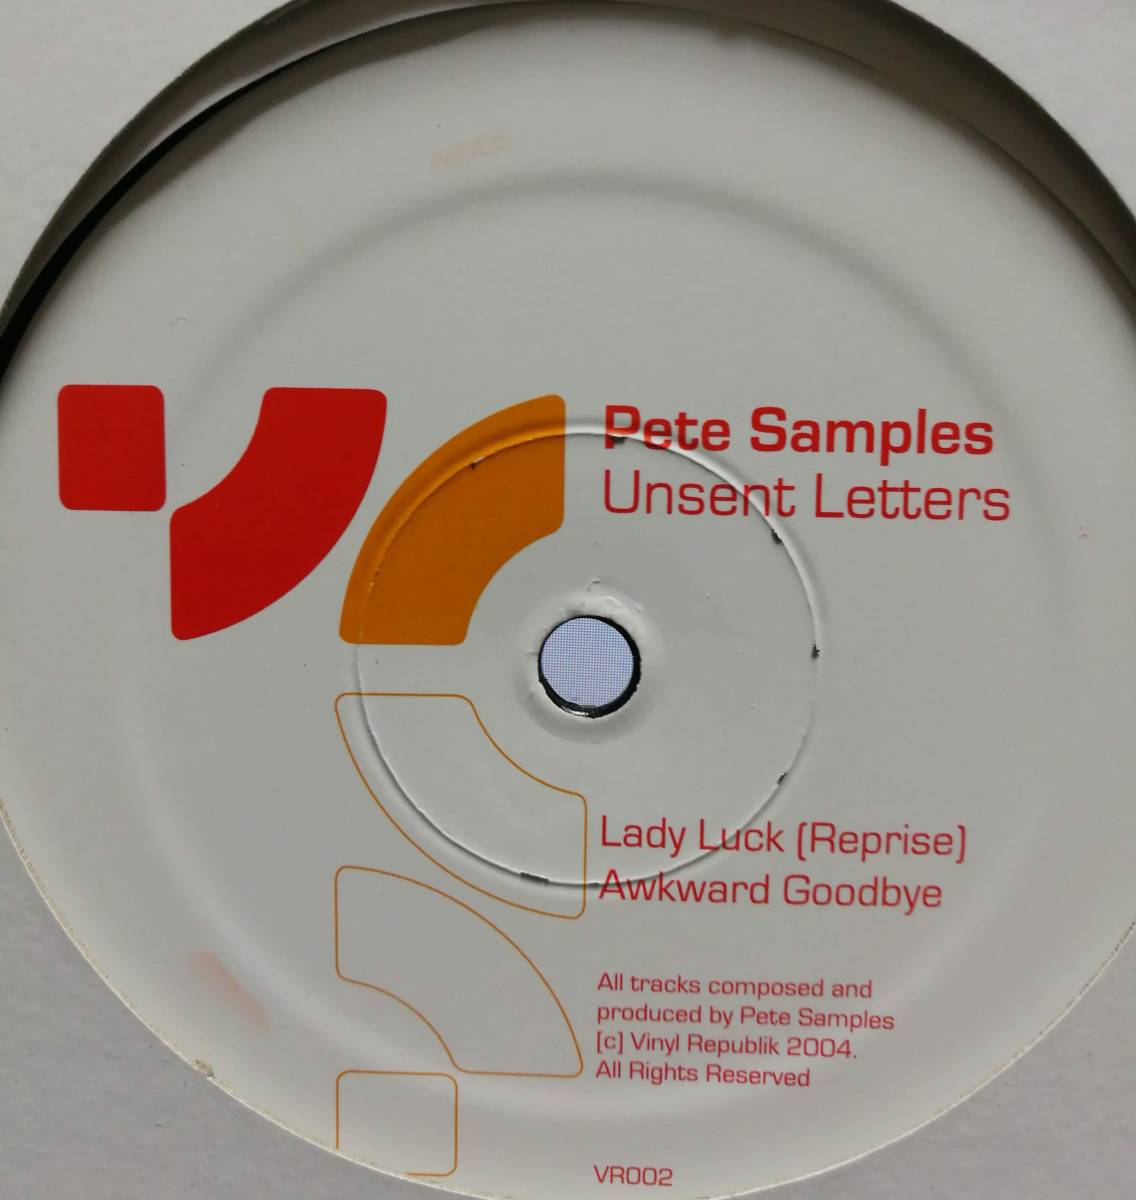 Pete Samples
Unsent Letters
Lady Luck (Reprise)
Awkward Goodbye
All tracks composed and
produced by Pete Samples
(c) Vinyl Republik 2004.
All Rights Reserved
VR002